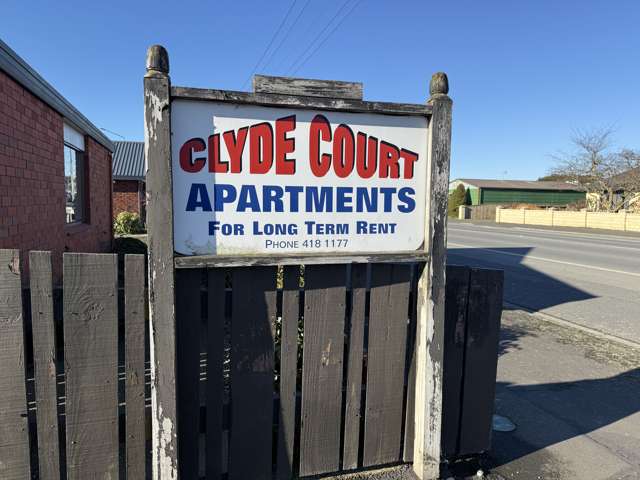 CLYDE COURT
APARTMENTS
FOR LONG TERM RENT
PHONE 418 1177